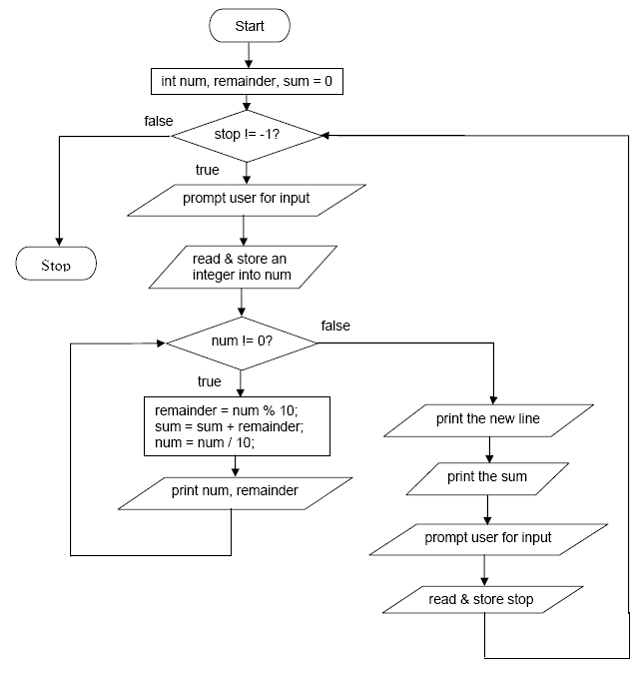 Start
int num, remainder, sum = 0
false
stop != -1?
true
prompt user for input
Stop
read & store an
integer into num
false
num != 0?
true
remainder = num % 10;
sum = sum + remainder;
num = num / 10;
print num, remainder
print the new line
print the sum
prompt user for input
read & store stop